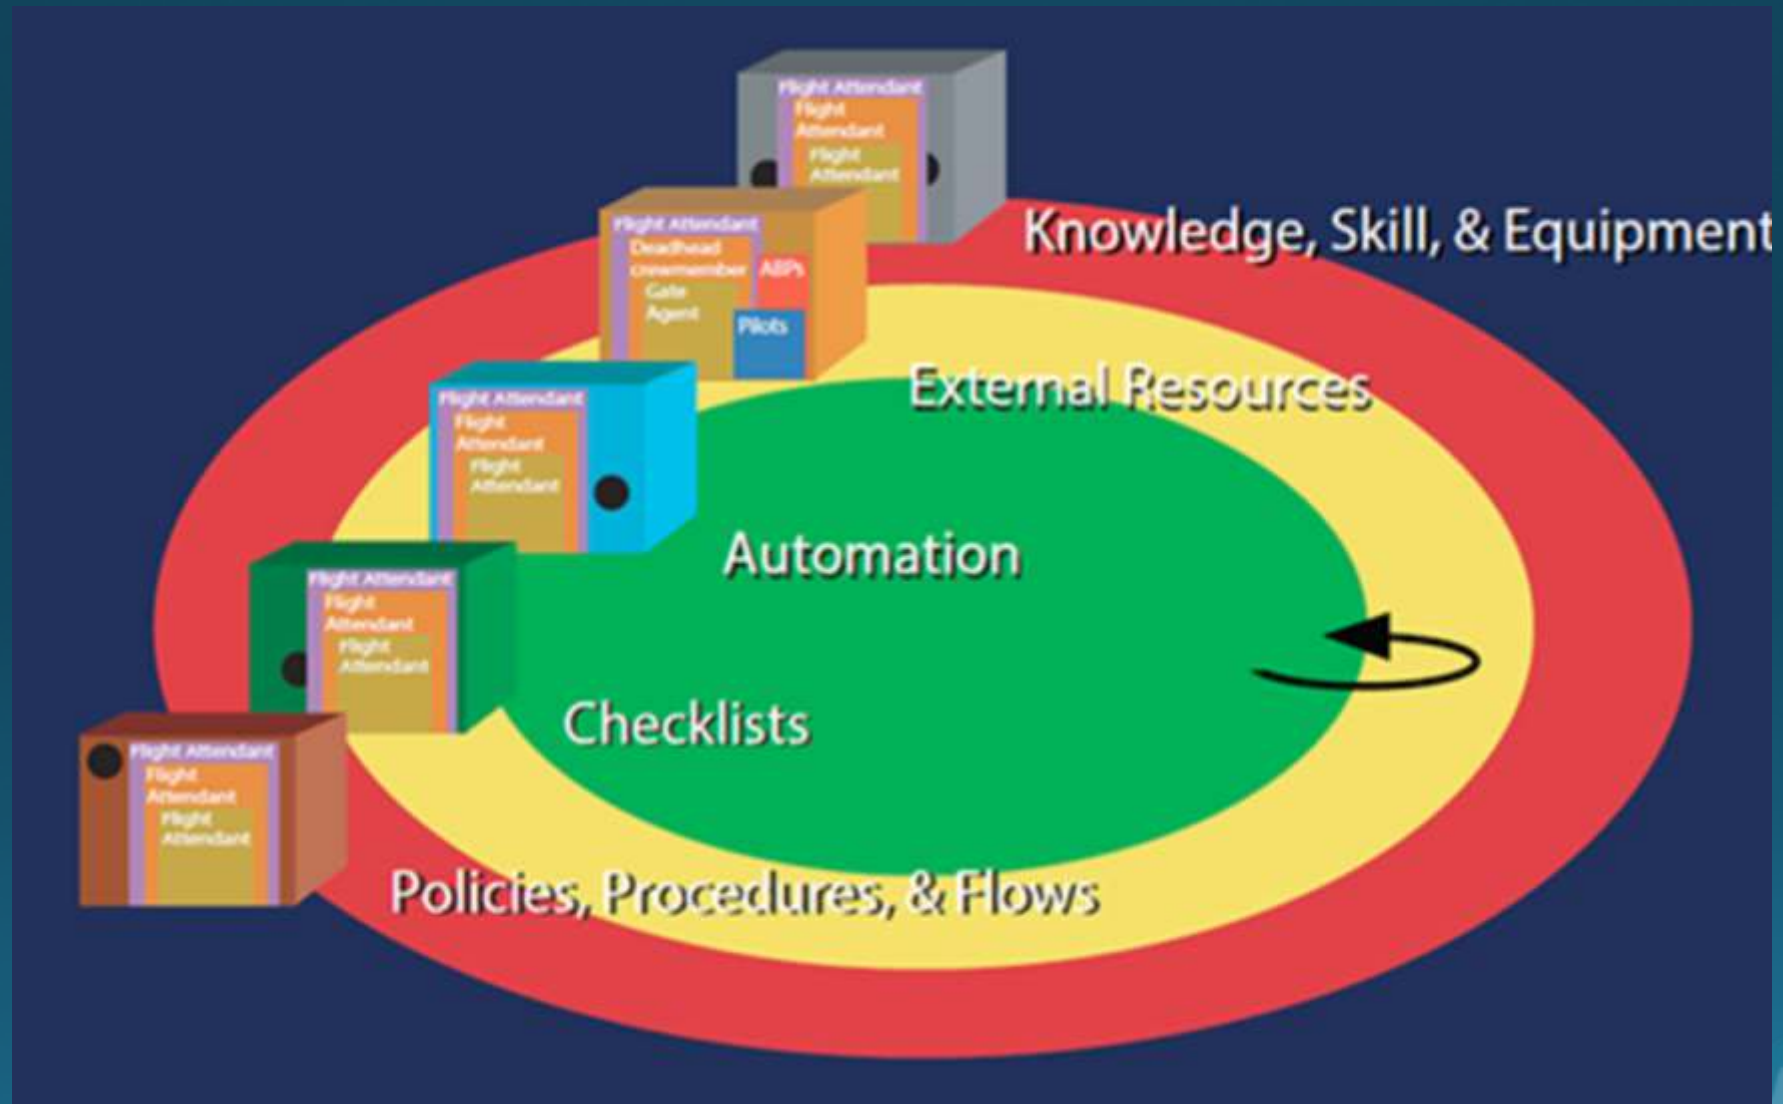 Flight Attendant
Flight
Attendant
Flight
Attendant
Knowledge, Skill, & Equipment
Flight Attendant
Deadhead
crewmember
ABPs
Gate
Agent
Pilots
External Resources
Flight Attendant
Flight
Attendant
Flight
Attendant
Automation
Flight Attendant
Flight
Attendant
Flight
Attendant
Checklists
Flight Attendant
Flight
Attendant
Flight
Attendant
Policies, Procedures, & Flows